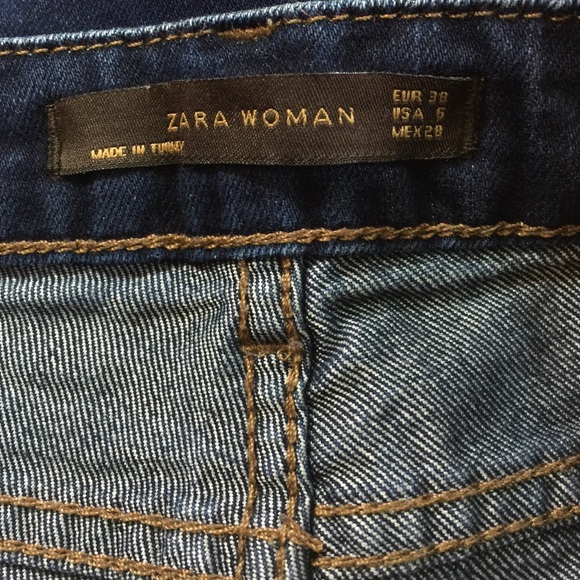 ZARA WOMAN
MADE IN TURKEY
EUR 38
USA 6
MEX 28